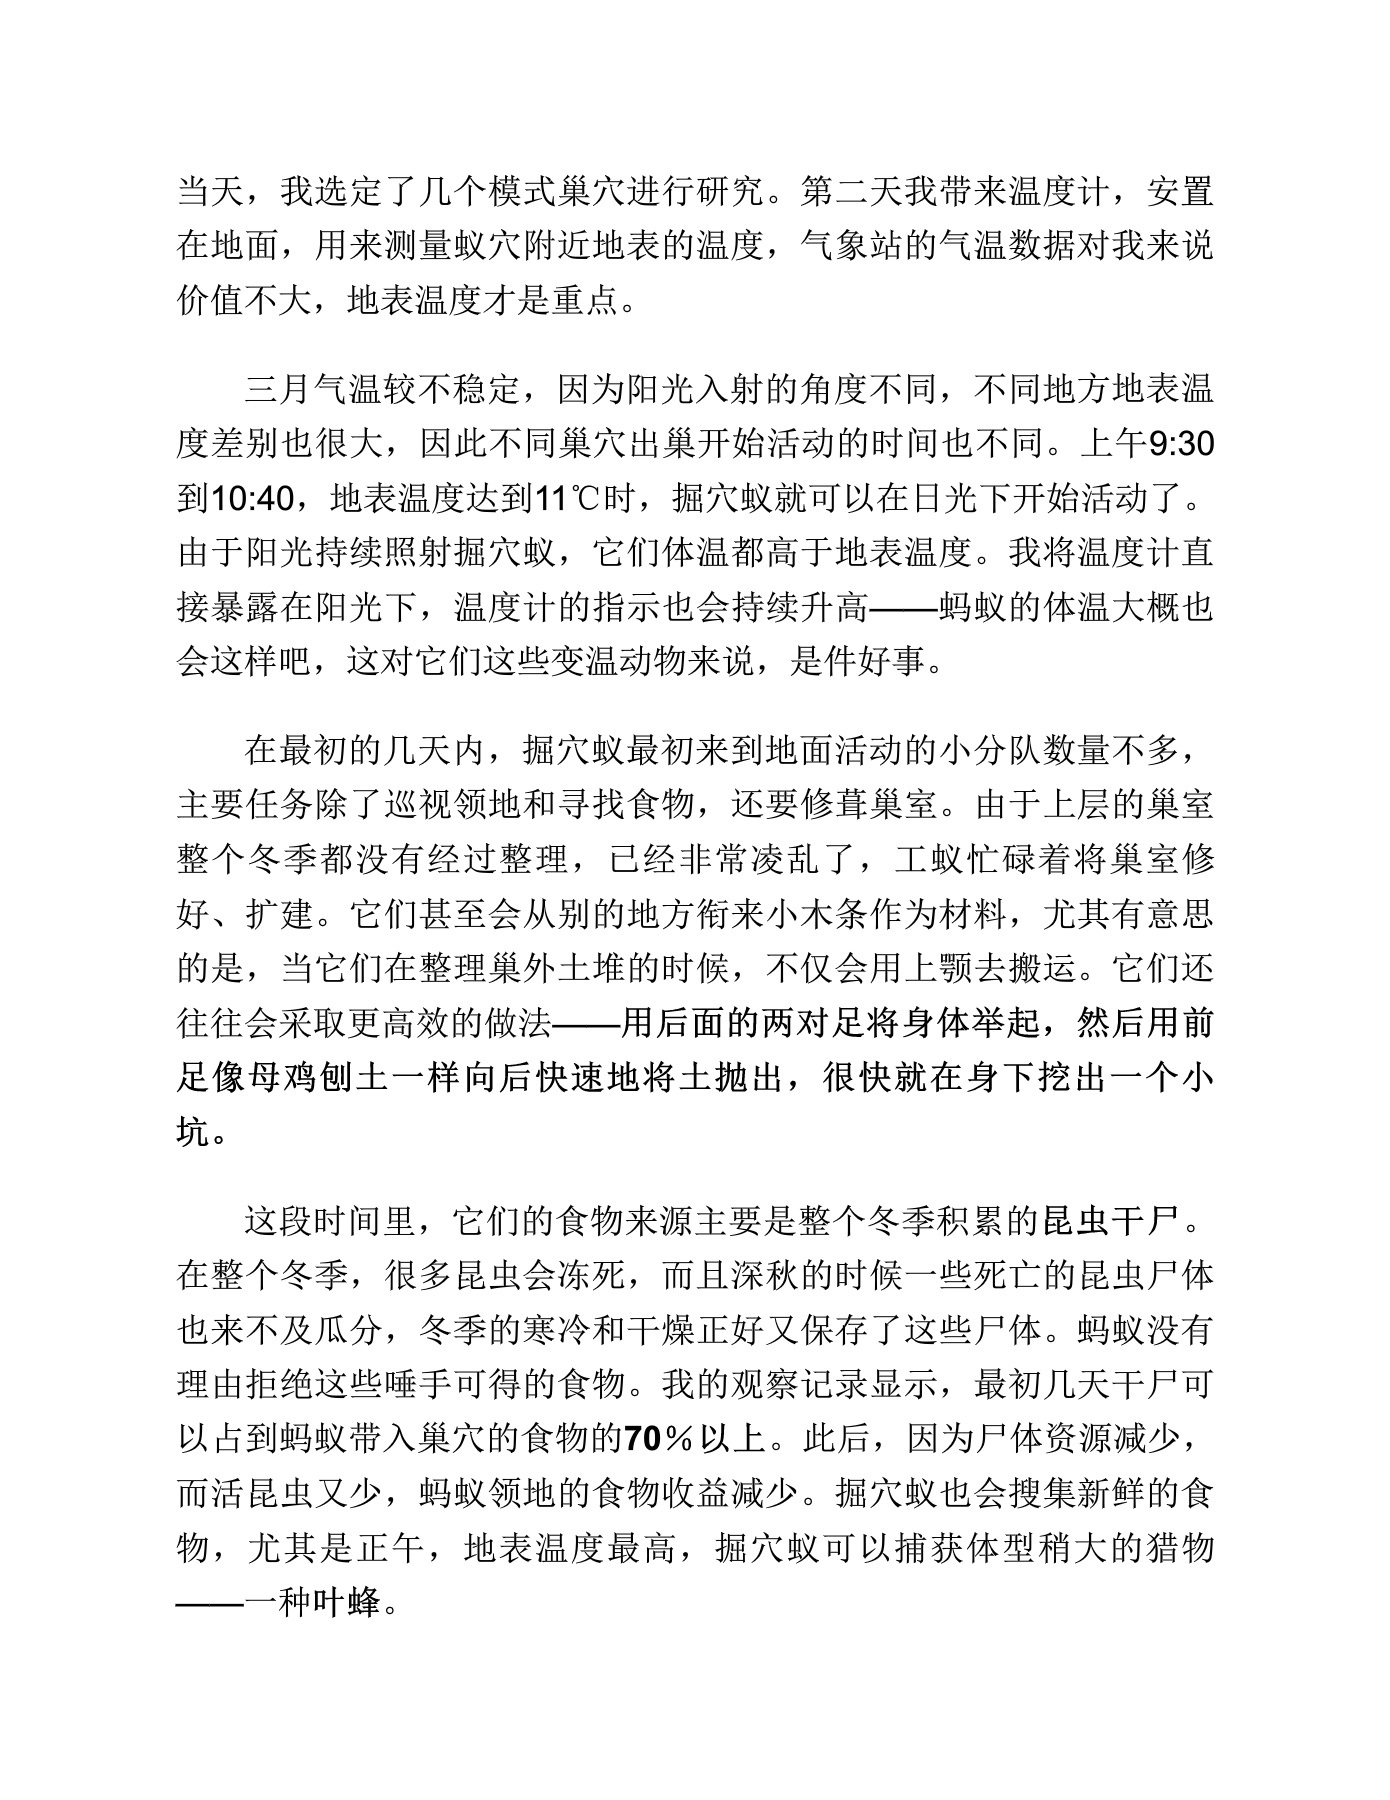 当天，我选定了几个模式巢穴进行研究。第二天我带来温度计，安置
在地面，用来测量蚁穴附近地表的温度，气象站的气温数据对我来说
价值不大，地表温度才是重点。
三月气温较不稳定，因为阳光入射的角度不同，不同地方地表温
度差别也很大，因此不同巢穴出巢开始活动的时间也不同。上午9:30
到10:40，地表温度达到11℃时，掘穴蚁就可以在日光下开始活动了。
由于阳光持续照射掘穴蚁，它们体温都高于地表温度。我将温度计直
接暴露在阳光下，温度计的指示也会持续升高——蚂蚁的体温大概也
会这样吧，这对它们这些变温动物来说，是件好事。
在最初的几天内，掘穴蚁最初来到地面活动的小分队数量不多，
主要任务除了巡视领地和寻找食物，还要修葺巢室。由于上层的巢室
整个冬季都没有经过整理，已经非常凌乱了，工蚁忙碌着将巢室修
好、扩建。它们甚至会从别的地方衔来小木条作为材料，尤其有意思
的是，当它们在整理巢外土堆的时候，不仅会用上颚去搬运。它们还
往往会采取更高效的做法——用后面的两对足将身体举起，然后用前
足像母鸡刨土一样向后快速地将土抛出，很快就在身下挖出一个小
坑。
这段时间里，它们的食物来源主要是整个冬季积累的昆虫干尸。
在整个冬季，很多昆虫会冻死，而且深秋的时候一些死亡的昆虫尸体
也来不及瓜分，冬季的寒冷和干燥正好又保存了这些尸体。蚂蚁没有
理由拒绝这些唾手可得的食物。我的观察记录显示，最初几天干尸可
以占到蚂蚁带入巢穴的食物的70％以上。此后，因为尸体资源减少，
而活昆虫又少，蚂蚁领地的食物收益减少。掘穴蚁也会搜集新鲜的食
物，尤其是正午，地表温度最高，掘穴蚁可以捕获体型稍大的猎物
——一种叶蜂。